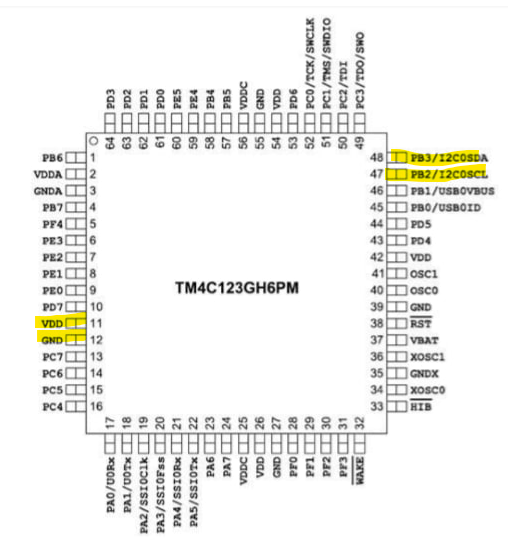 PD3
PD2
PD1
PD0
PE5
PE4
PB4
PB5
VDDC
GND
VDD
PD6
PC0/TCK/SWCLK
PC1/TMS/SWDIO
PC2/TDI
PC3/TDO/SWO
64 63 62 61 60 59 58 57 56 55 54 53 52 51 50 49
PB6 1
VDDA 2
GNDA 3
PB7 4
PF4 5
PE3 6
PE2 7
PE1 8
PE0 9
PD7 10
VDD 11
GND 12
PC7 13
PC6 14
PC5 15
PC4 16
TM4C123GH6PM
48 PB3/I2C0SDA
47 PB2/I2C0SCL
46 PB1/USB0VBUS
45 PB0/USB0ID
44 PD5
43 PD4
42 VDD
41 OSC1
40 OSC0
39 GND
38 RST
37 VBAT
36 XOSC1
35 GNDX
34 XOSC0
33 HIB
17 18 19 20 21 22 23 24 25 26 27 28 29 30 31 32
PA0/U0Rx
PA1/U0Tx
PA2/SSI0Clk
PA3/SSI0Fss
PA4/SSI0Rx
PA5/SSI0Tx
PA6
PA7
VDDC
VDD
GND
PF0
PF1
PF2
PF3
WAKE